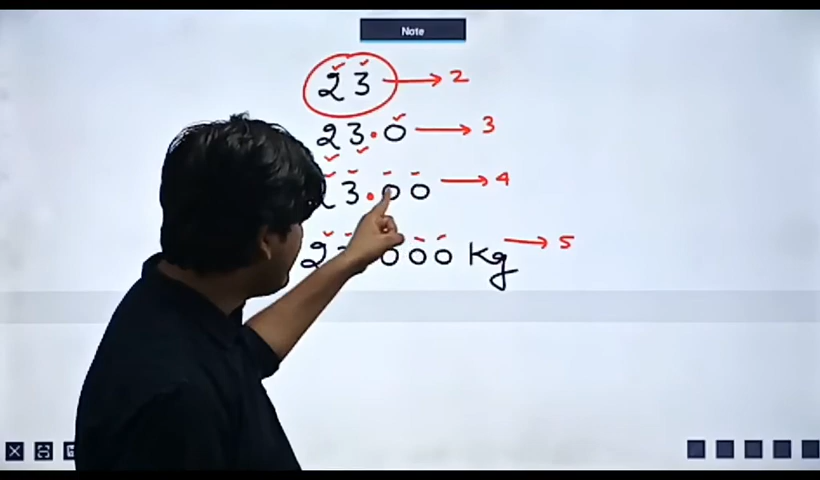 Note
23 → 2
23.0 → 3
3.00 → 4
2 000 Kg → 5